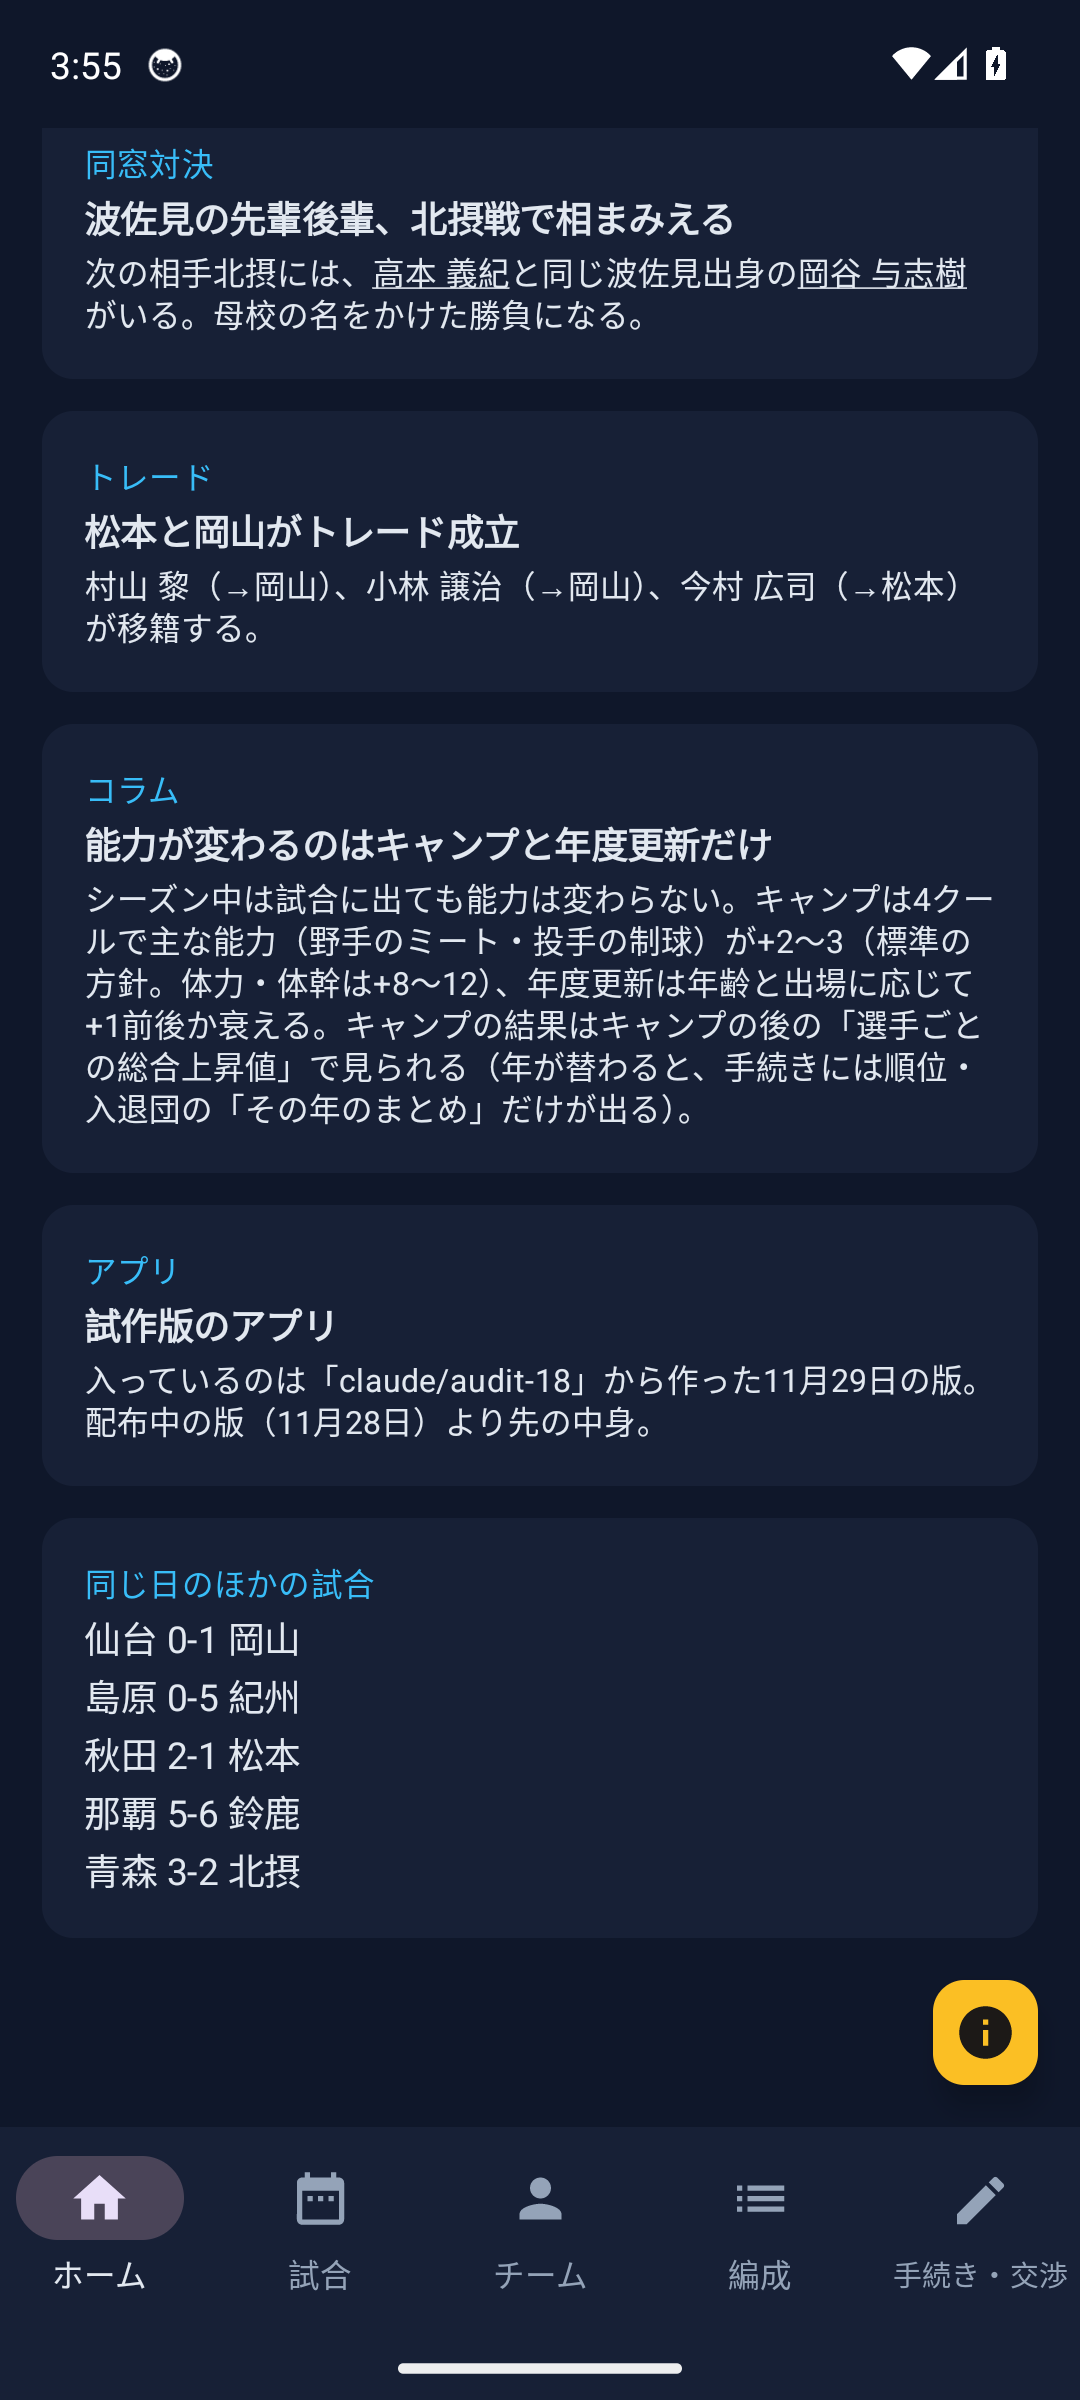 3:55
同窓対決
波佐見の先輩後輩、北摂戦で相まみえる
次の相手北摂には、高本 義紀と同じ波佐見出身の岡谷 与志樹
がいる。母校の名をかけた勝負になる。
トレード
松本と岡山がトレード成立
村山 黎（→岡山）、小林 譲治（→岡山）、今村 広司（→松本）
が移籍する。
コラム
能力が変わるのはキャンプと年度更新だけ
シーズン中は試合に出ても能力は変わらない。キャンプは4クー
ルで主な能力（野手のミート・投手の制球）が+2〜3（標準の
方針。体力・体幹は+8〜12）、年度更新は年齢と出場に応じて
+1前後か衰える。キャンプの結果はキャンプの後の「選手ごと
の総合上昇値」で見られる（年が替わると、手続きには順位・
入退団の「その年のまとめ」だけが出る）。
アプリ
試作版のアプリ
入っているのは「claude/audit-18」から作った11月29日の版。
配布中の版（11月28日）より先の中身。
同じ日のほかの試合
仙台 0-1 岡山
島原 0-5 紀州
秋田 2-1 松本
那覇 5-6 鈴鹿
青森 3-2 北摂
ホーム
試合
チーム
編成
手続き・交渉